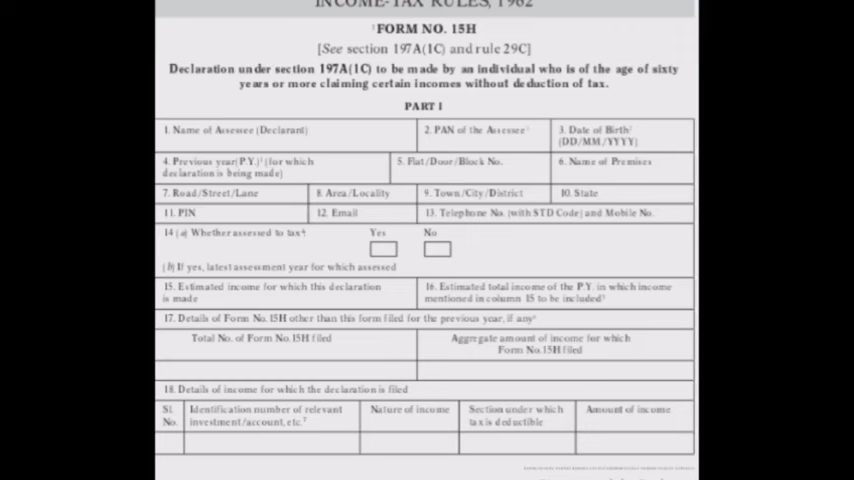 INCOME-TAX RULES, 1962
¹FORM NO. 15H
[See section 197A(1C) and rule 29C]
Declaration under section 197A(1C) to be made by an individual who is of the age of sixty
years or more claiming certain incomes without deduction of tax.
PART I
1. Name of Assessee (Declarant)
2. PAN of the Assessee¹
3. Date of Birth²
(DD/MM/YYYY)
4. Previous year(P.Y.)³ (for which
declaration is being made)
5. Flat/Door/Block No.
6. Name of Premises
7. Road/Street/Lane
8. Area/Locality
9. Town/City/District
10. State
11. PIN
12. Email
13. Telephone No. (with STD Code) and Mobile No.
14 (a) Whether assessed to tax⁴:
Yes
No
(b) If yes, latest assessment year for which assessed
15. Estimated income for which this declaration
is made
16. Estimated total income of the P.Y. in which income
mentioned in column 15 to be included⁵
17. Details of Form No. 15H other than this form filed for the previous year, if any⁶
Total No. of Form No.15H filed
Aggregate amount of income for which
Form No.15H filed
18. Details of income for which the declaration is filed
Sl.
No.
Identification number of relevant
investment/account, etc.⁷
Nature of income
Section under which
tax is deductible
Amount of income